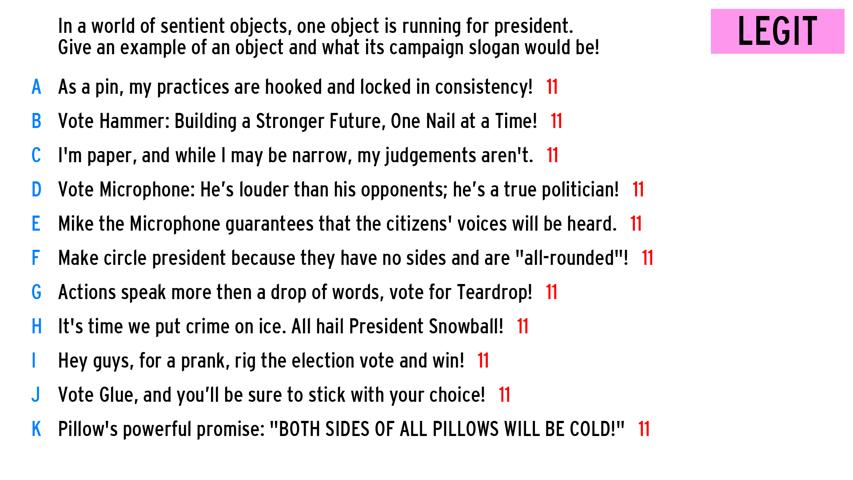 In a world of sentient objects, one object is running for president.
Give an example of an object and what its campaign slogan would be!
LEGIT
A As a pin, my practices are hooked and locked in consistency! 11
B Vote Hammer: Building a Stronger Future, One Nail at a Time! 11
C I'm paper, and while I may be narrow, my judgements aren't. 11
D Vote Microphone: He’s louder than his opponents; he’s a true politician! 11
E Mike the Microphone guarantees that the citizens' voices will be heard. 11
F Make circle president because they have no sides and are "all-rounded"! 11
G Actions speak more then a drop of words, vote for Teardrop! 11
H It's time we put crime on ice. All hail President Snowball! 11
I Hey guys, for a prank, rig the election vote and win! 11
J Vote Glue, and you’ll be sure to stick with your choice! 11
K Pillow's powerful promise: "BOTH SIDES OF ALL PILLOWS WILL BE COLD!" 11